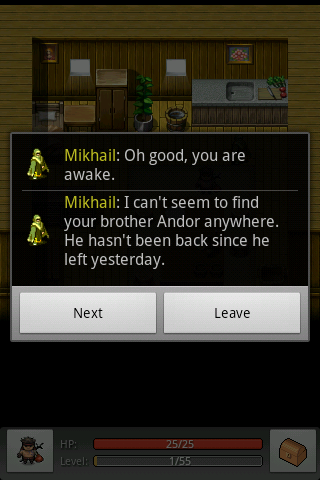 Mikhail: Oh good, you are
awake.
Mikhail: I can't seem to find
your brother Andor anywhere.
He hasn't been back since he
left yesterday.
Next
Leave
HP:
25/25
Level:
1/55